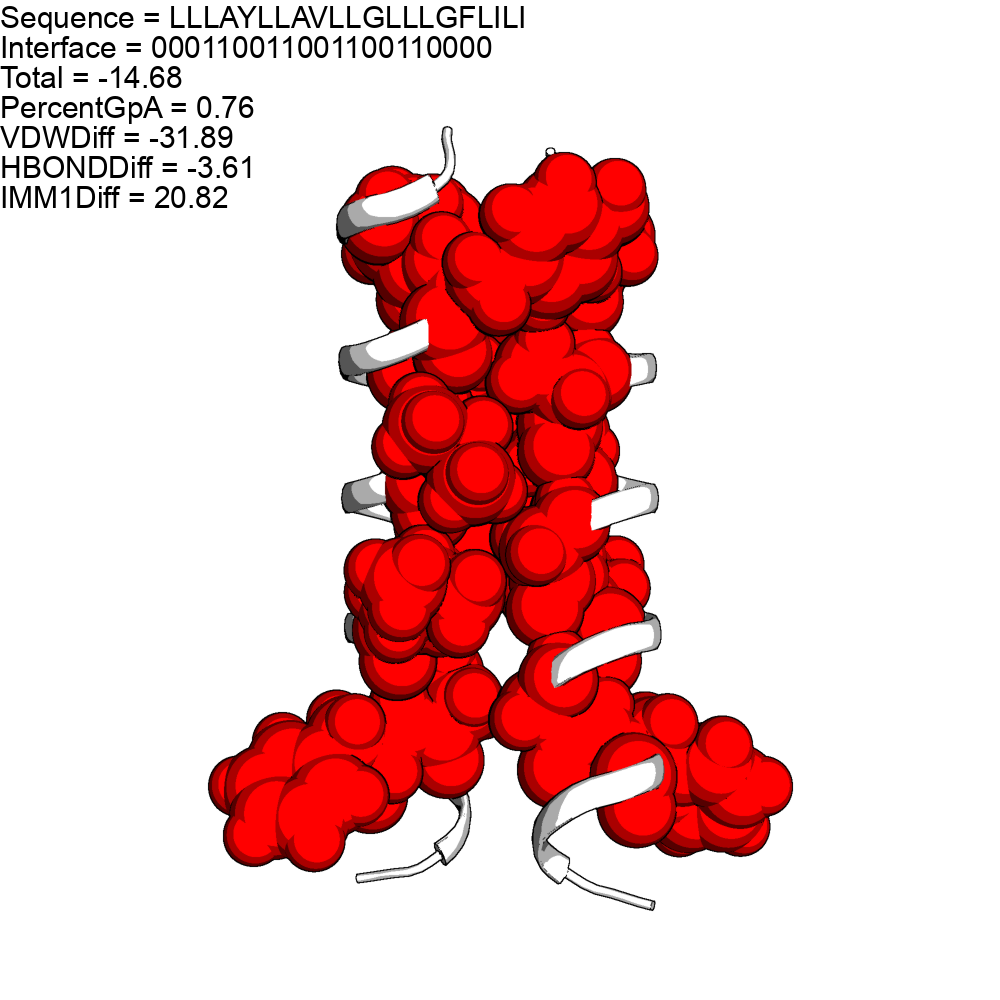 Sequence = LLLAYLLAVLLGLLLGFLILI
Interface = 000110011001100110000
Total = -14.68
PercentGpA = 0.76
VDWDiff = -31.89
HBONDDiff = -3.61
IMM1Diff = 20.82